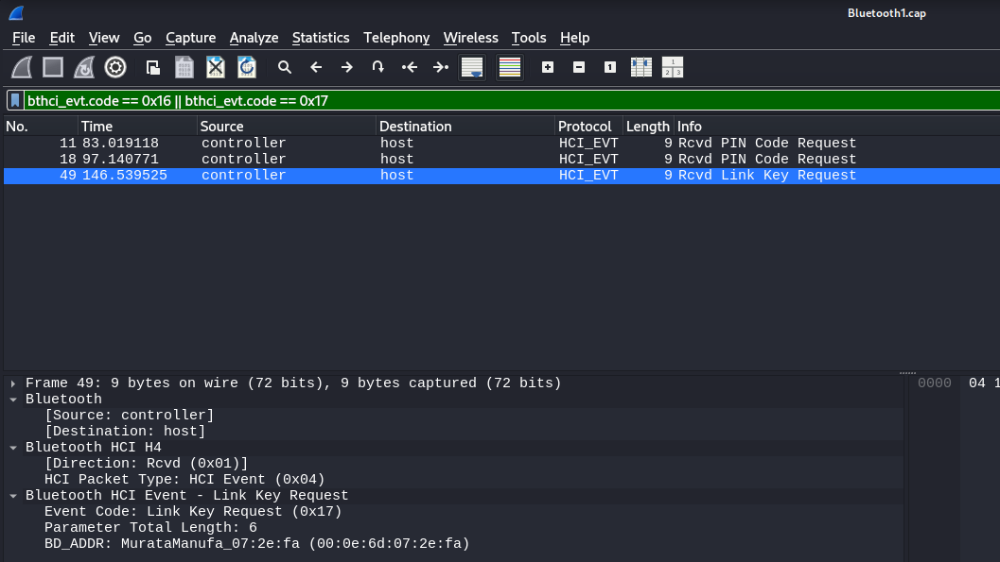 Bluetooth1.cap
File Edit View Go Capture Analyze Statistics Telephony Wireless Tools Help
bthci_evt.code == 0x16 || bthci_evt.code == 0x17
No. Time Source Destination Protocol Length Info
11 83.019118 controller host HCI_EVT 9 Rcvd PIN Code Request
18 97.140771 controller host HCI_EVT 9 Rcvd PIN Code Request
49 146.539525 controller host HCI_EVT 9 Rcvd Link Key Request
Frame 49: 9 bytes on wire (72 bits), 9 bytes captured (72 bits)
Bluetooth
[Source: controller]
[Destination: host]
Bluetooth HCI H4
[Direction: Rcvd (0x01)]
HCI Packet Type: HCI Event (0x04)
Bluetooth HCI Event - Link Key Request
Event Code: Link Key Request (0x17)
Parameter Total Length: 6
BD_ADDR: MurataManufa_07:2e:fa (00:0e:6d:07:2e:fa)
0000 04 1